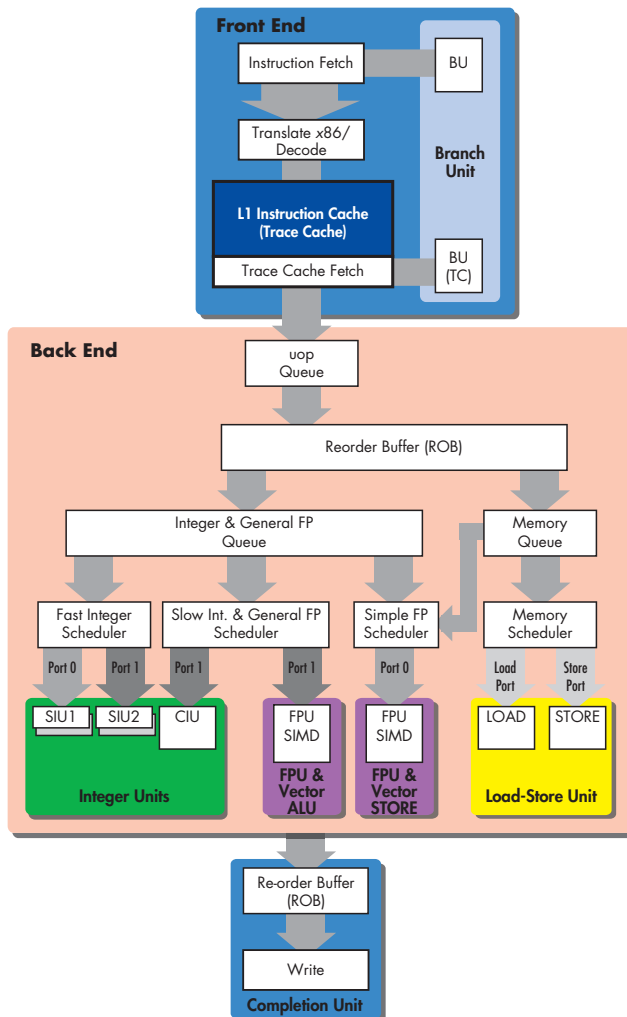 Front End
Instruction Fetch
BU
Translate x86/
Decode
Branch
Unit
L1 Instruction Cache
(Trace Cache)
Trace Cache Fetch
BU
(TC)
Back End
uop
Queue
Reorder Buffer (ROB)
Integer & General FP
Queue
Memory
Queue
Fast Integer
Scheduler
Slow Int. & General FP
Scheduler
Simple FP
Scheduler
Memory
Scheduler
Port 0
Port 1
Port 1
Port 1
Port 0
Load
Port
Store
Port
SIU1
SIU2
CIU
FPU
SIMD
FPU
SIMD
LOAD
STORE
Integer Units
FPU &
Vector
ALU
FPU &
Vector
STORE
Load-Store Unit
Re-order Buffer
(ROB)
Write
Completion Unit